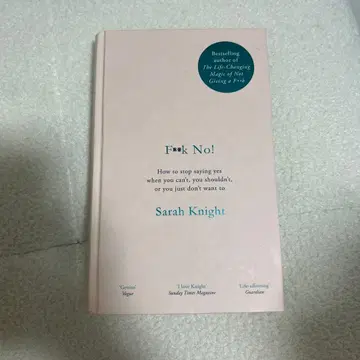 Bestselling
author of
The Life-Changing
Magic of Not
Giving a F**k
F**k No!
How to stop saying yes
when you can't, you shouldn't,
or you just don't want to
Sarah Knight
'Genius'
Vogue
'I love Knight'
Sunday Times Magazine
'Life-affirming'
Guardian